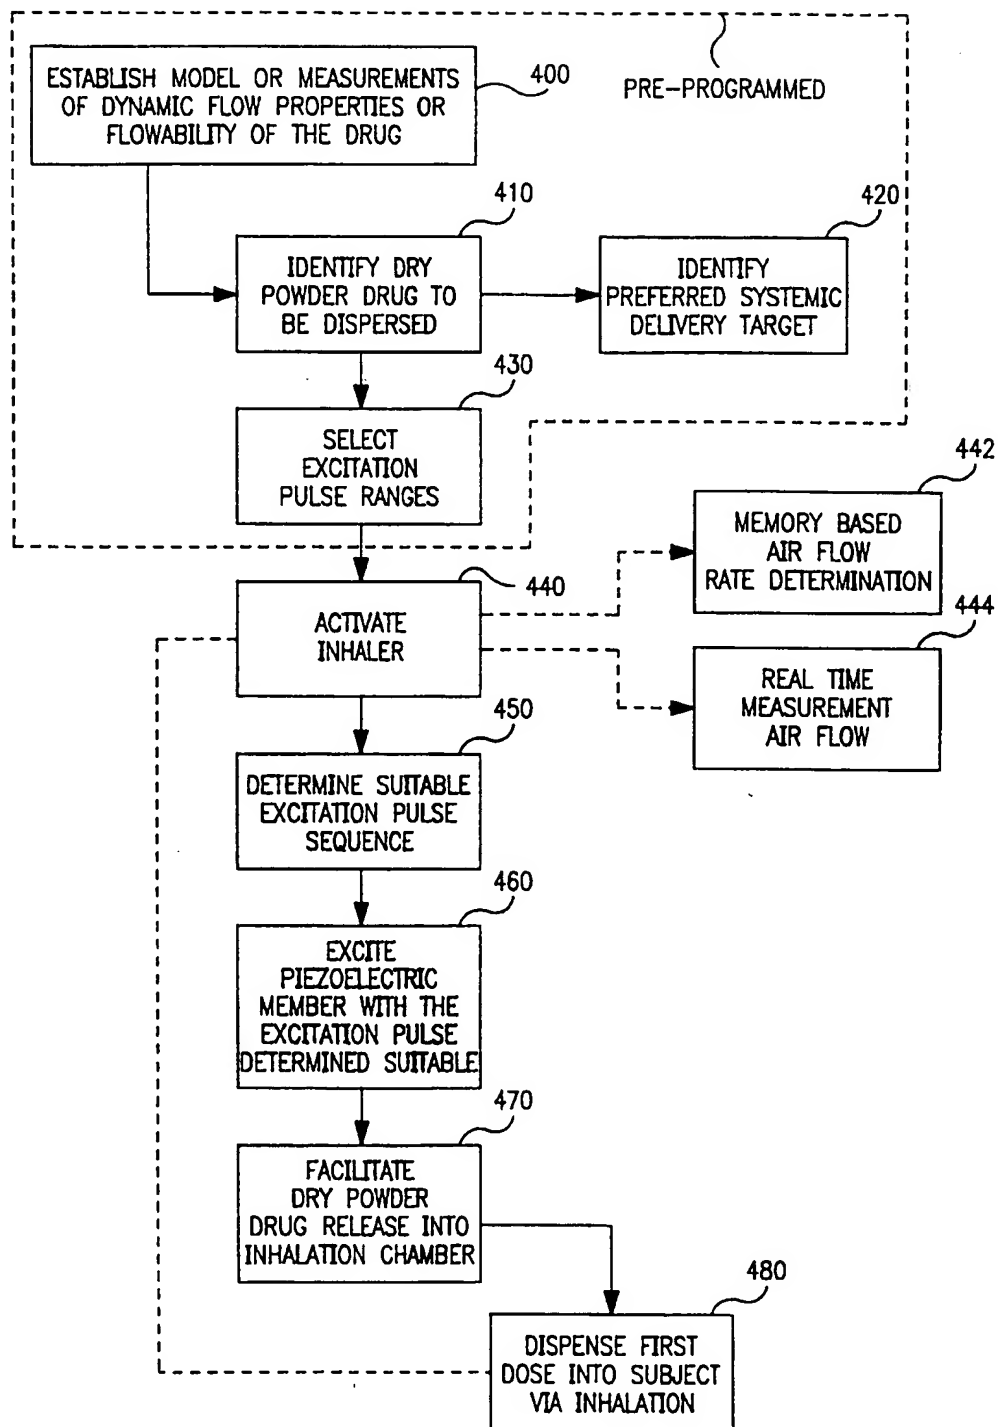 ESTABLISH MODEL OR MEASUREMENTS
OF DYNAMIC FLOW PROPERTIES OR
FLOWABILITY OF THE DRUG
400
PRE-PROGRAMMED
410
IDENTIFY DRY
POWDER DRUG TO
BE DISPERSED
420
IDENTIFY
PREFERRED SYSTEMIC
DELIVERY TARGET
430
SELECT
EXCITATION
PULSE RANGES
442
MEMORY BASED
AIR FLOW
RATE DETERMINATION
440
ACTIVATE
INHALER
444
REAL TIME
MEASUREMENT
AIR FLOW
450
DETERMINE SUITABLE
EXCITATION PULSE
SEQUENCE
460
EXCITE
PIEZOELECTRIC
MEMBER WITH THE
EXCITATION PULSE
DETERMINED SUITABLE
470
FACILITATE
DRY POWDER
DRUG RELEASE INTO
INHALATION CHAMBER
480
DISPENSE FIRST
DOSE INTO SUBJECT
VIA INHALATION